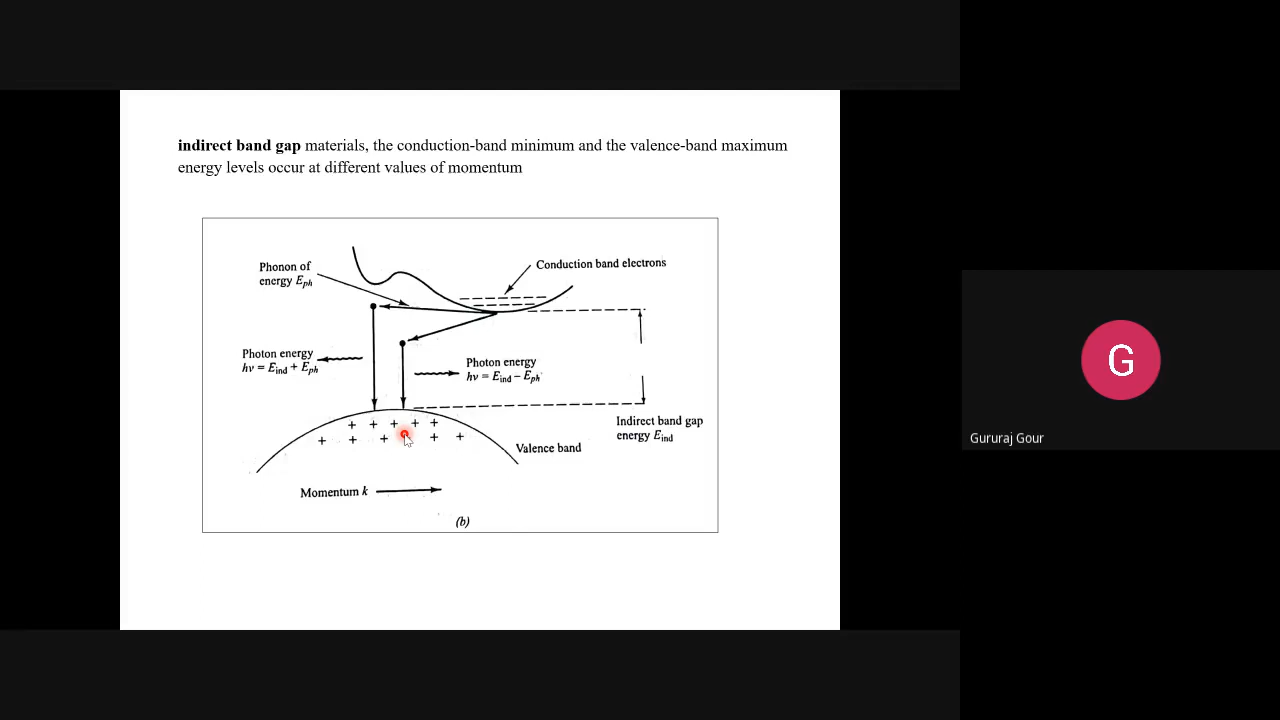 indirect band gap materials, the conduction-band minimum and the valence-band maximum
energy levels occur at different values of momentum
Phonon of
energy Eph
Conduction band electrons
Photon energy
hν = Eind + Eph
Photon energy
hν = Eind − Eph
Indirect band gap
energy Eind
Valence band
Momentum k
(b)
G
Gururaj Gour